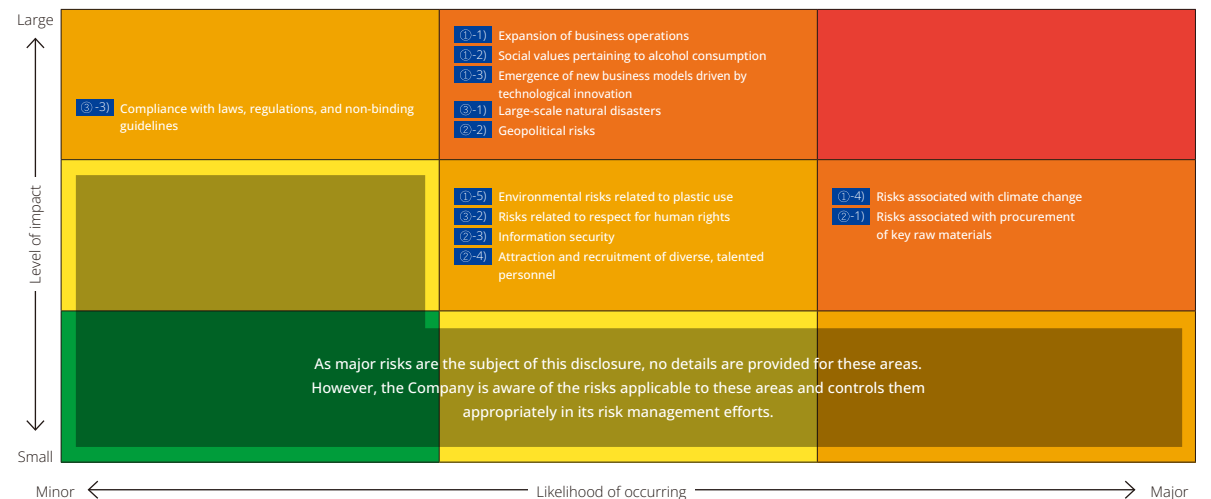 Large
①-1) Expansion of business operations
①-2) Social values pertaining to alcohol consumption
①-3) Emergence of new business models driven by
technological innovation
③-3) Compliance with laws, regulations, and non-binding
guidelines
③-1) Large-scale natural disasters
②-2) Geopolitical risks
Level of impact
①-5) Environmental risks related to plastic use
③-2) Risks related to respect for human rights
②-3) Information security
②-4) Attraction and recruitment of diverse, talented
personnel
①-4) Risks associated with climate change
②-1) Risks associated with procurement
of key raw materials
As major risks are the subject of this disclosure, no details are provided for these areas.
However, the Company is aware of the risks applicable to these areas and controls them
appropriately in its risk management efforts.
Small
Minor
Likelihood of occurring
Major